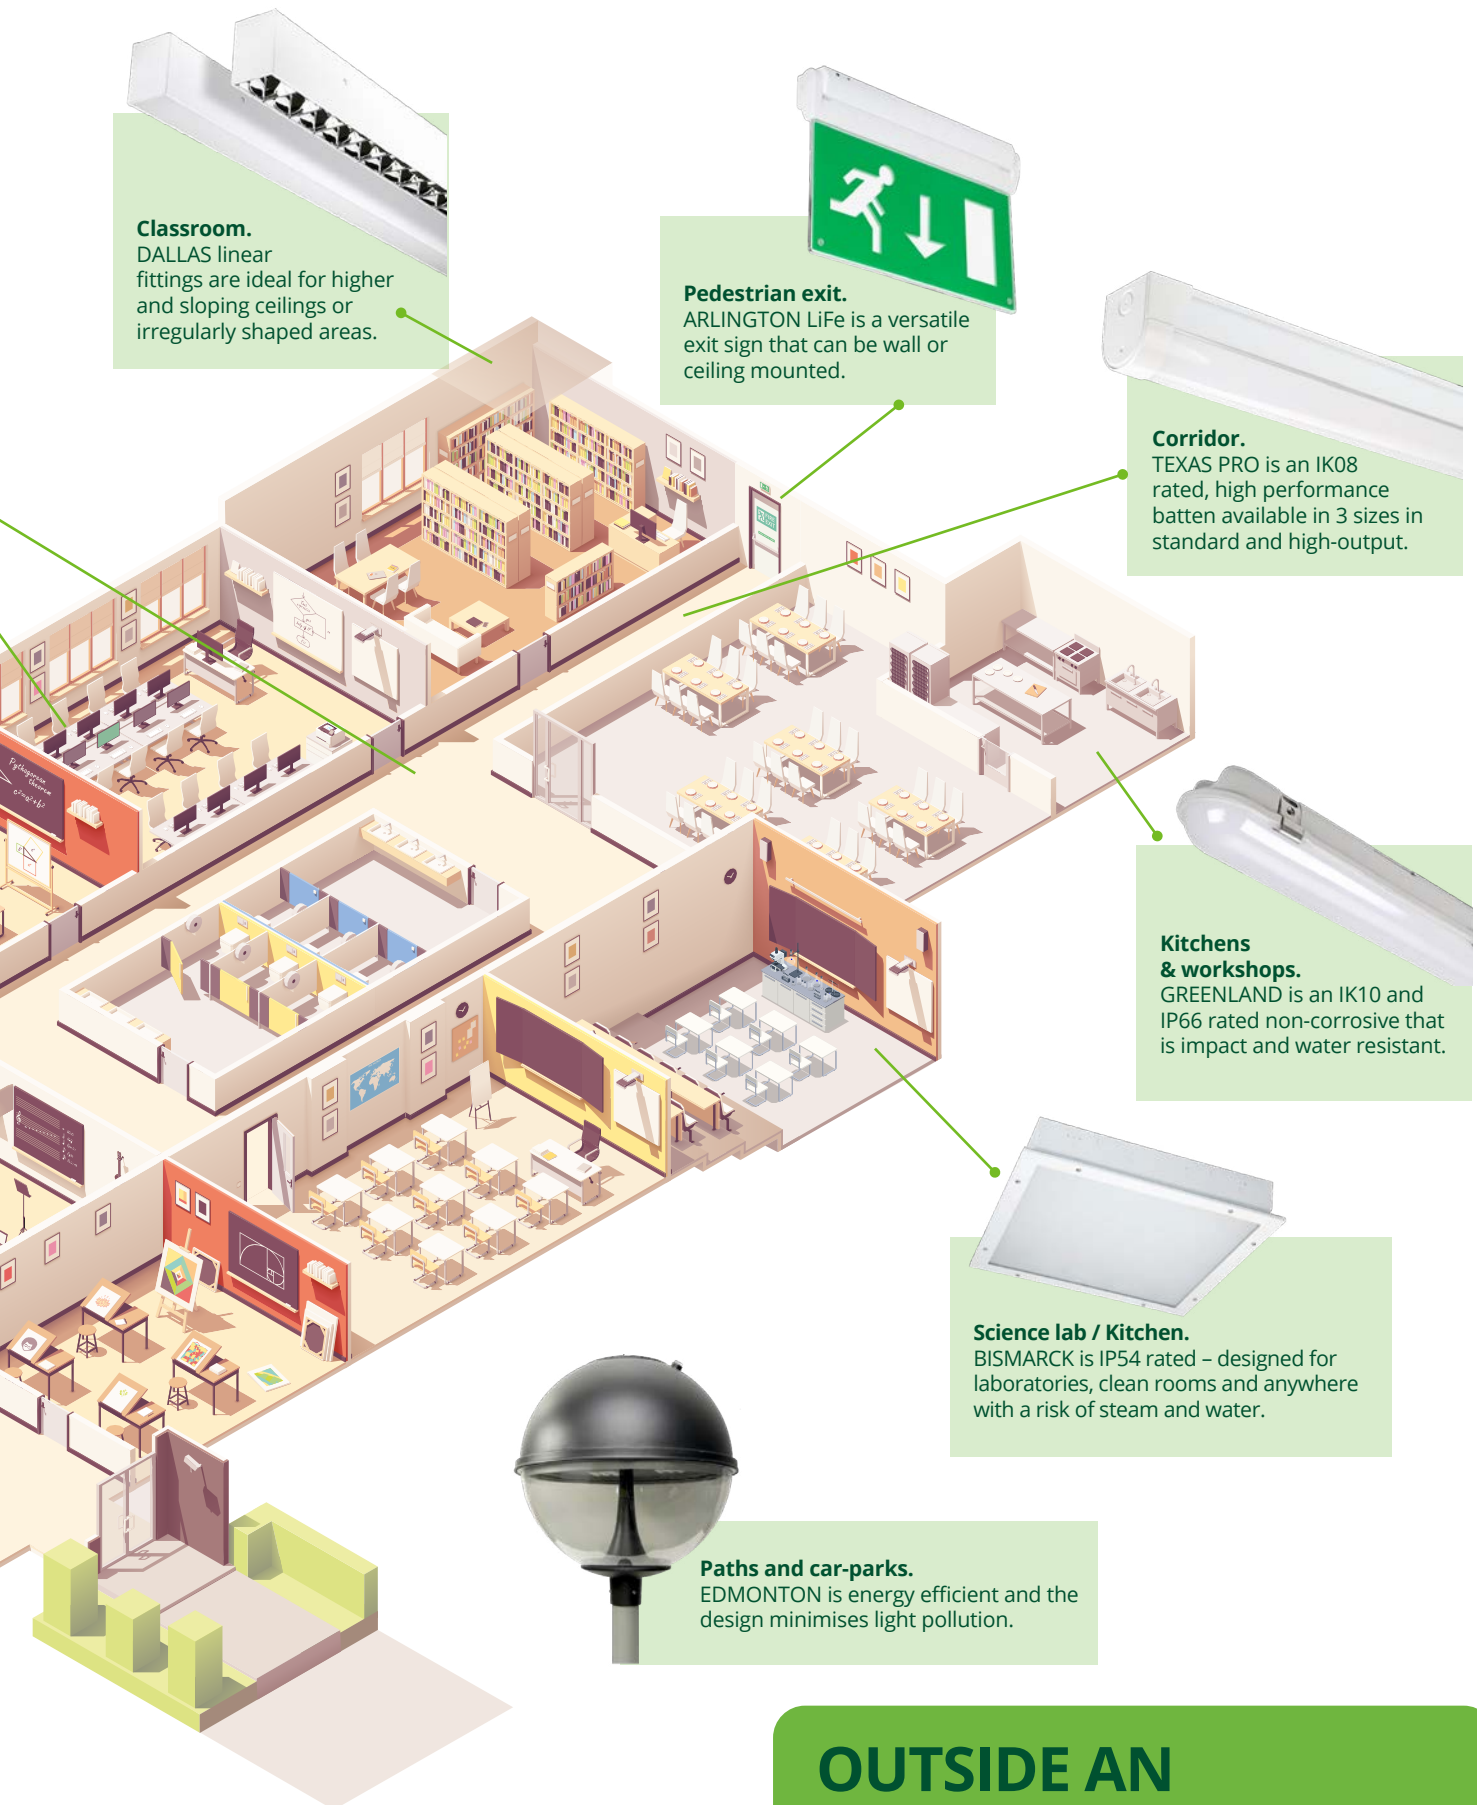 Classroom.
DALLAS linear
fittings are ideal for higher
and sloping ceilings or
irregularly shaped areas.
Pedestrian exit.
ARLINGTON LiFe is a versatile
exit sign that can be wall or
ceiling mounted.
Corridor.
TEXAS PRO is an IK08
rated, high performance
batten available in 3 sizes in
standard and high-output.
Pythagorean
theorem
c²=a²+b²
Kitchens
& workshops.
GREENLAND is an IK10 and
IP66 rated non-corrosive that
is impact and water resistant.
Science lab / Kitchen.
BISMARCK is IP54 rated – designed for
laboratories, clean rooms and anywhere
with a risk of steam and water.
Paths and car-parks.
EDMONTON is energy efficient and the
design minimises light pollution.
OUTSIDE AN